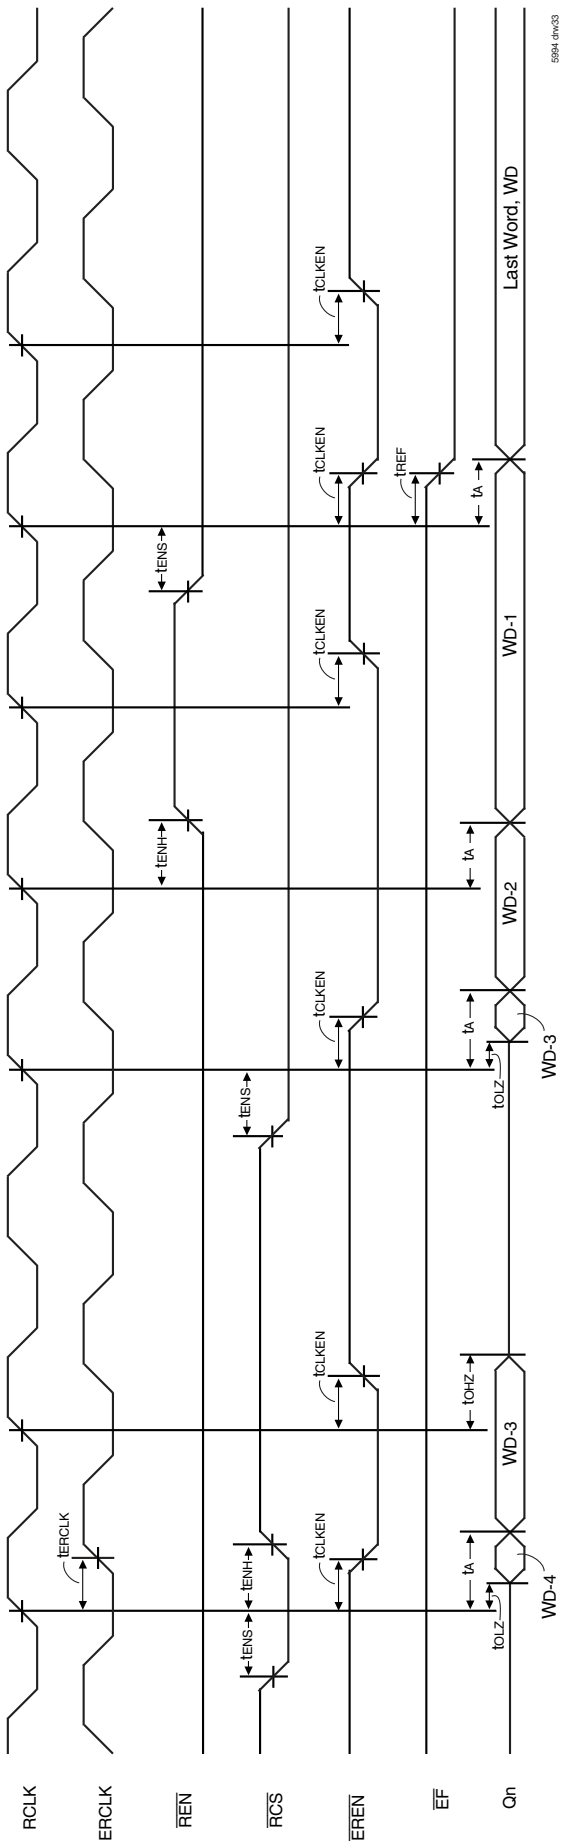 RCLK
tERCLK
ERCLK
tENH
tENS
REN
tENS
tENH
tENS
RCS
tCLKEN
tCLKEN
tCLKEN
tCLKEN
tCLKEN
tCLKEN
EREN
tREF
EF
tA
tOHZ
tA
tA
tA
tOLZ
tOLZ
Qn
WD-3
WD-2
WD-1
Last Word, WD
WD-4
WD-3
5994 drw33